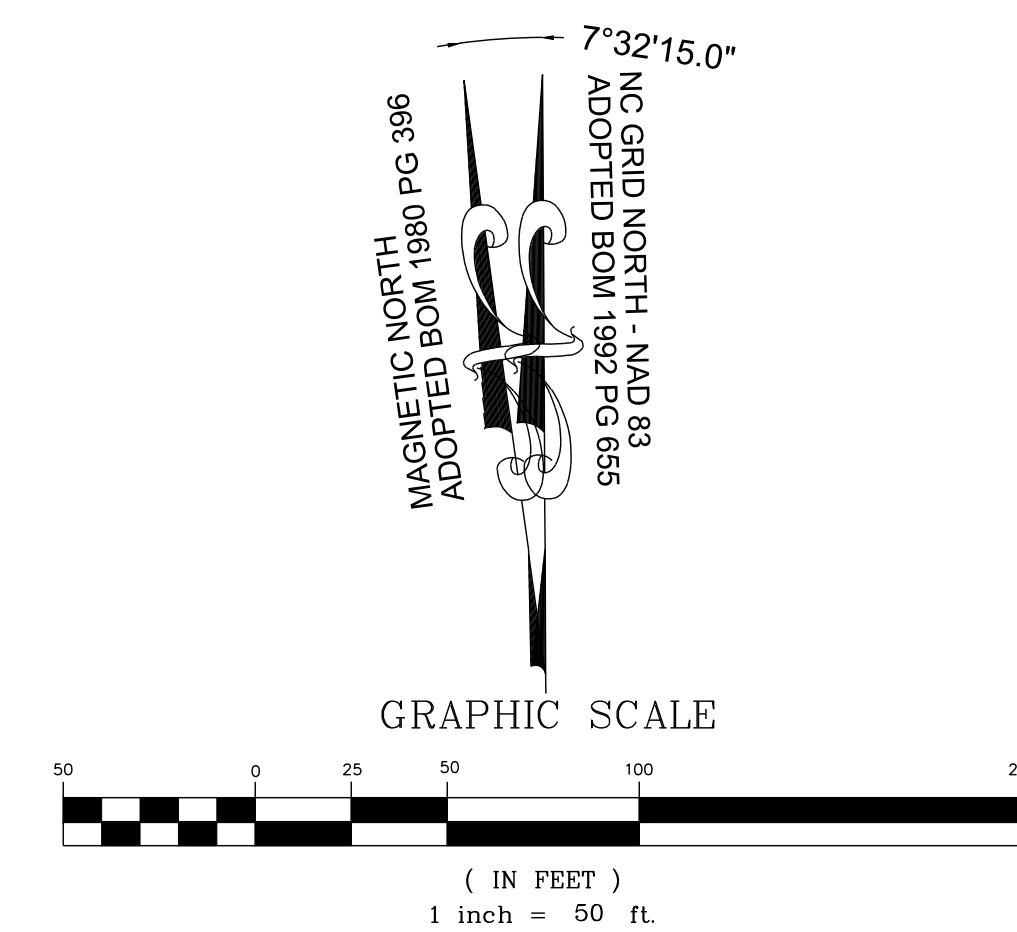 7°32'15.0"
MAGNETIC NORTH
ADOPTED BOM 1980 PG 396
NC GRID NORTH - NAD 83
ADOPTED BOM 1992 PG 655
GRAPHIC SCALE
50 0 25 50 100 2
( IN FEET )
1 inch = 50 ft.